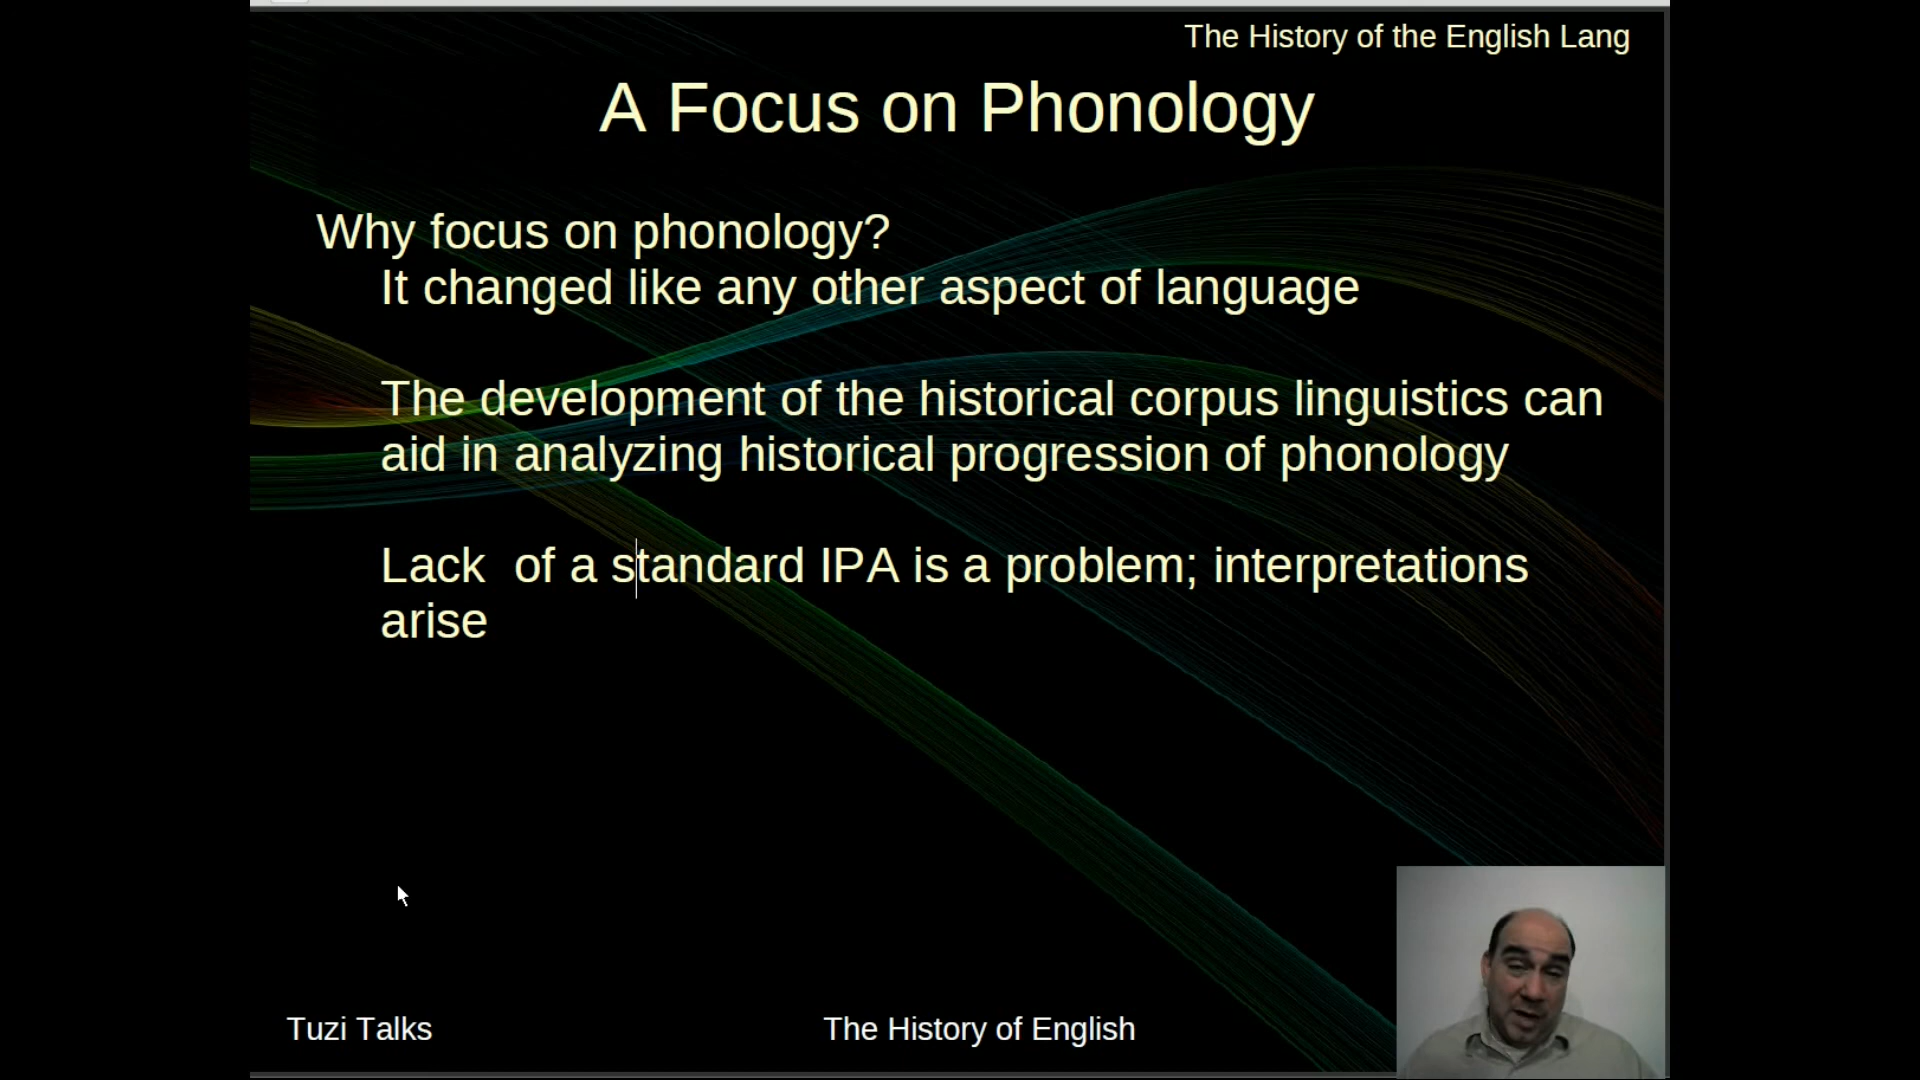 The History of the English Lang
A Focus on Phonology
Why focus on phonology?
It changed like any other aspect of language
The development of the historical corpus linguistics can
aid in analyzing historical progression of phonology
Lack  of a standard IPA is a problem; interpretations
arise
Tuzi Talks
The History of English